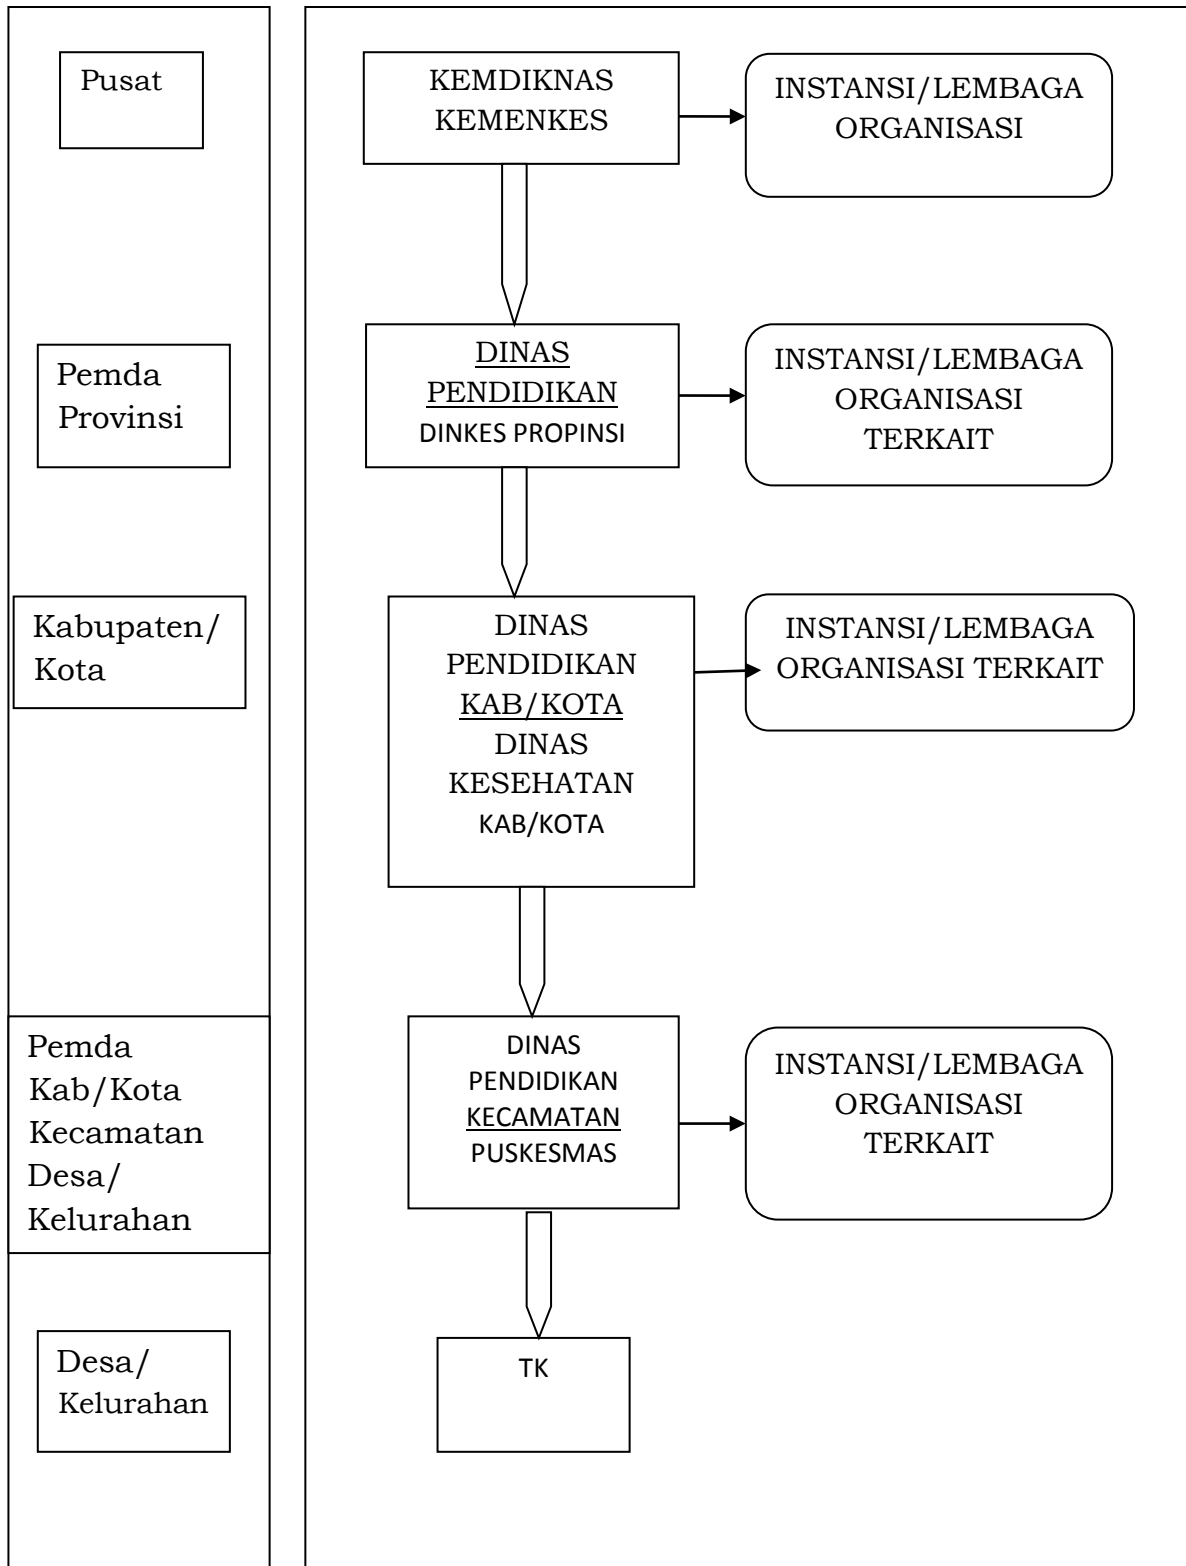 Pusat
KEMDIKNAS
KEMENKES
INSTANSI/LEMBAGA
ORGANISASI
Pemda
Provinsi
DINAS
PENDIDIKAN
DINKES PROPINSI
INSTANSI/LEMBAGA
ORGANISASI
TERKAIT
Kabupaten/
Kota
DINAS
PENDIDIKAN
KAB/KOTA
DINAS
KESEHATAN
KAB/KOTA
INSTANSI/LEMBAGA
ORGANISASI TERKAIT
Pemda
Kab/Kota
Kecamatan
Desa/
Kelurahan
DINAS
PENDIDIKAN
KECAMATAN
PUSKESMAS
INSTANSI/LEMBAGA
ORGANISASI
TERKAIT
Desa/
Kelurahan
TK